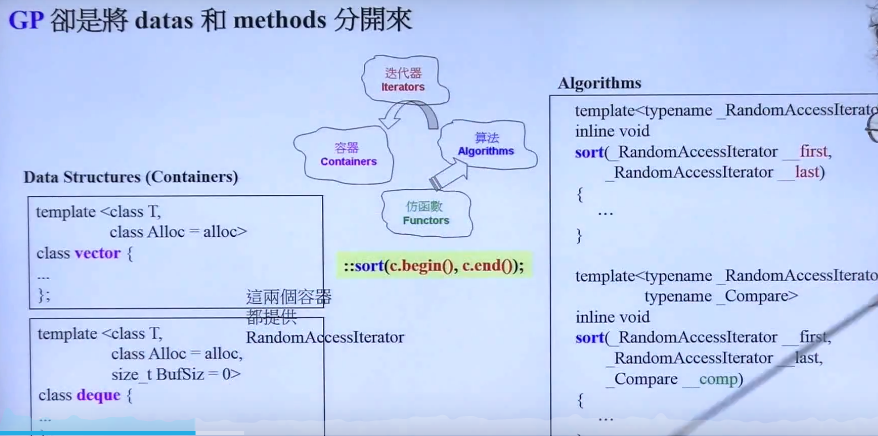 GP 卻是將 datas 和 methods 分開來
迭代器
Iterators
容器
Containers
算法
Algorithms
仿函數
Functors
::sort(c.begin(), c.end());
Data Structures (Containers)
template <class T,
class Alloc = alloc>
class vector {
...
};
這兩個容器
都提供
RandomAccessIterator
template <class T,
class Alloc = alloc,
size_t BufSiz = 0>
class deque {
...
Algorithms
template<typename _RandomAccessIterato
inline void
sort(_RandomAccessIterator __first,
_RandomAccessIterator __last)
{
...
}
template<typename _RandomAccessIterato
typename _Compare>
inline void
sort(_RandomAccessIterator __first,
_RandomAccessIterator __last,
_Compare __comp)
{
...